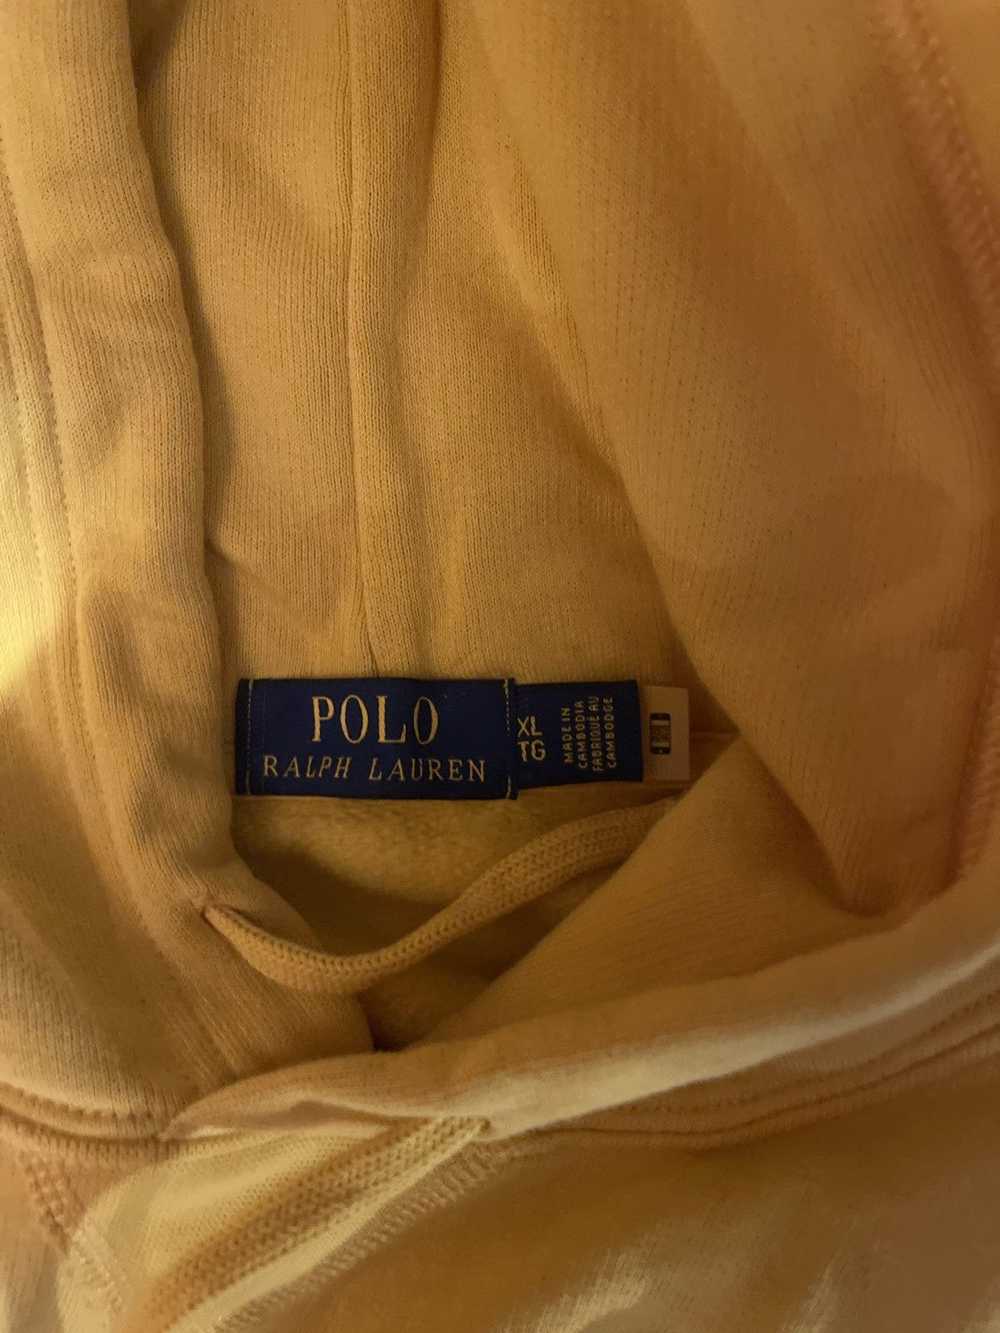 POLO
RALPH LAUREN
XL
TG
MADE IN
CAMBODIA
FABRIQUÉ AU
CAMBODGE